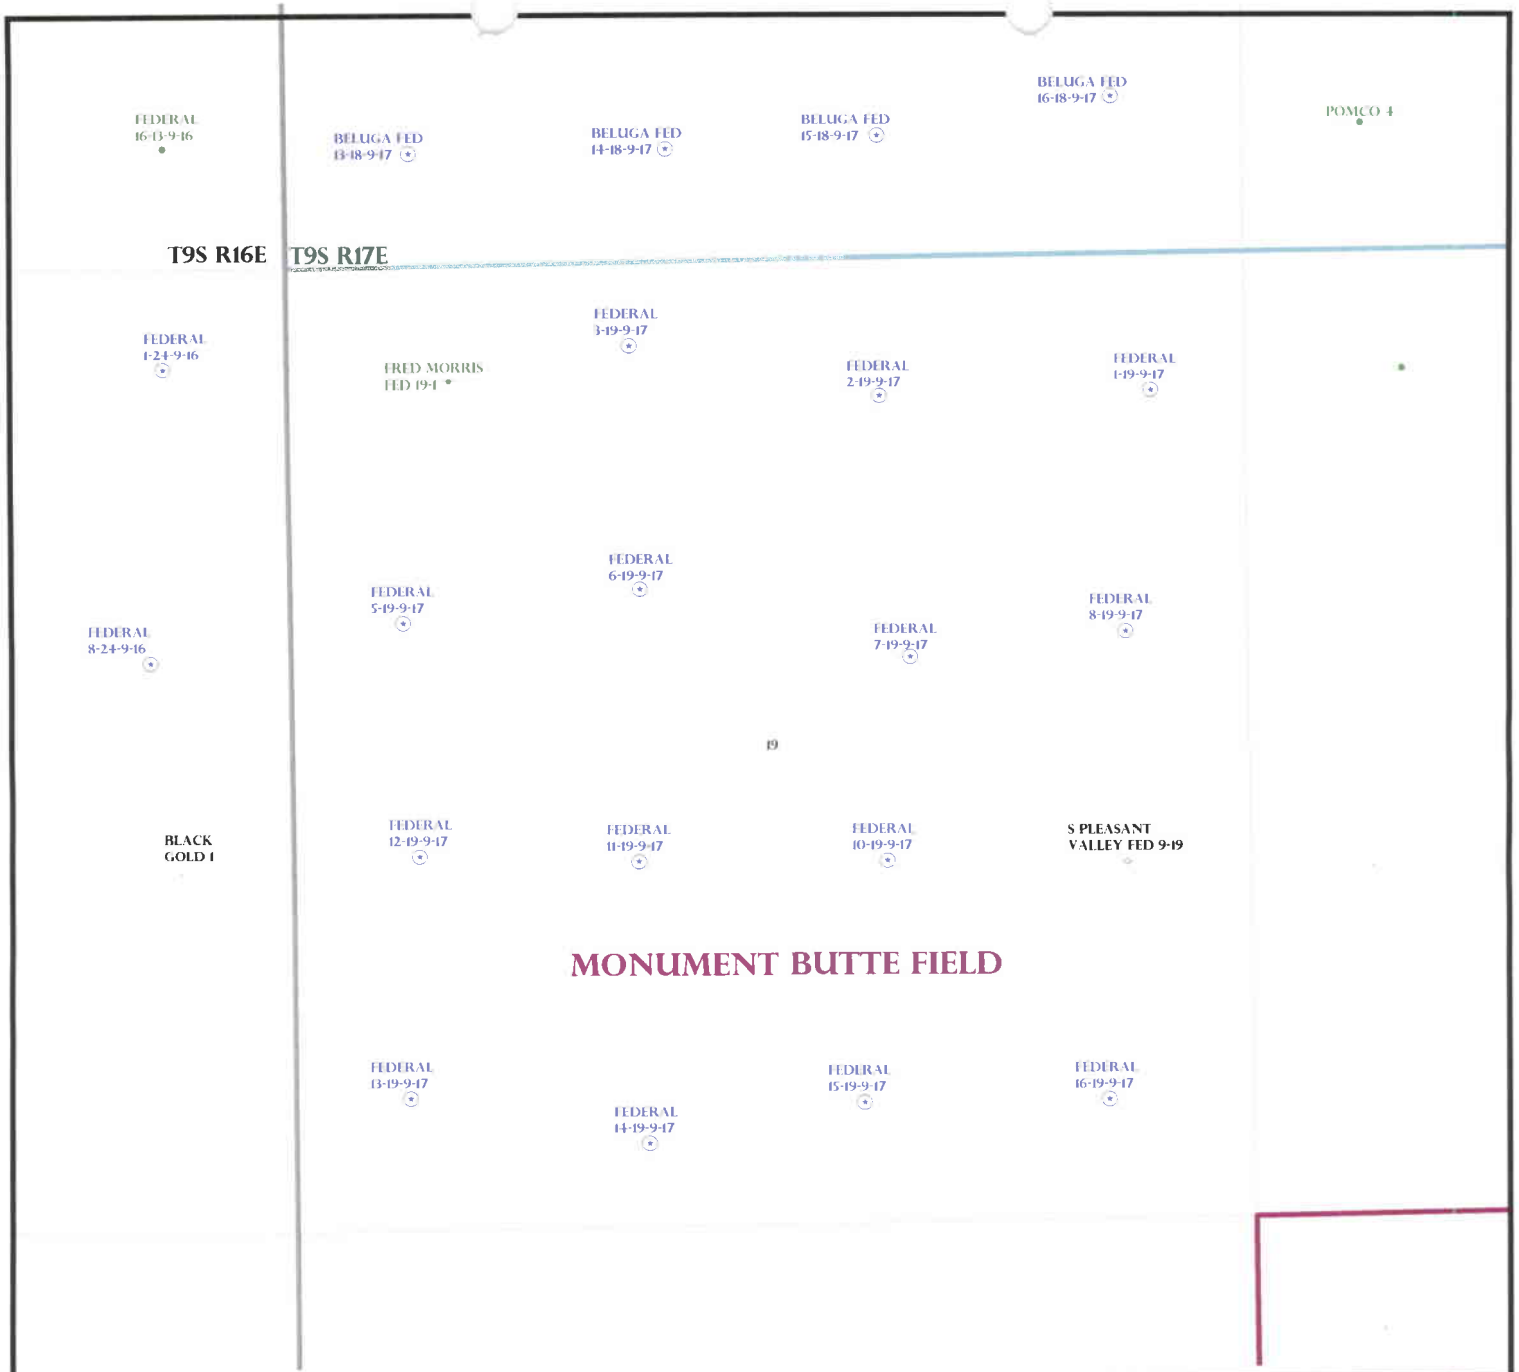 BELUGA FED
16-18-9-17
POMCO 4
FEDERAL
16-13-9-16
BELUGA FED
13-18-9-17
BELUGA FED
14-18-9-17
BELUGA FED
15-18-9-17
T9S R16E
T9S R17E
FEDERAL
1-24-9-16
FRED MORRIS
FED 19-1
FEDERAL
3-19-9-17
FEDERAL
2-19-9-17
FEDERAL
1-19-9-17
FEDERAL
8-24-9-16
FEDERAL
5-19-9-17
FEDERAL
6-19-9-17
FEDERAL
7-19-9-17
FEDERAL
8-19-9-17
19
BLACK
GOLD 1
FEDERAL
12-19-9-17
FEDERAL
11-19-9-17
FEDERAL
10-19-9-17
S PLEASANT
VALLEY FED 9-19
MONUMENT BUTTE FIELD
FEDERAL
13-19-9-17
FEDERAL
14-19-9-17
FEDERAL
15-19-9-17
FEDERAL
16-19-9-17